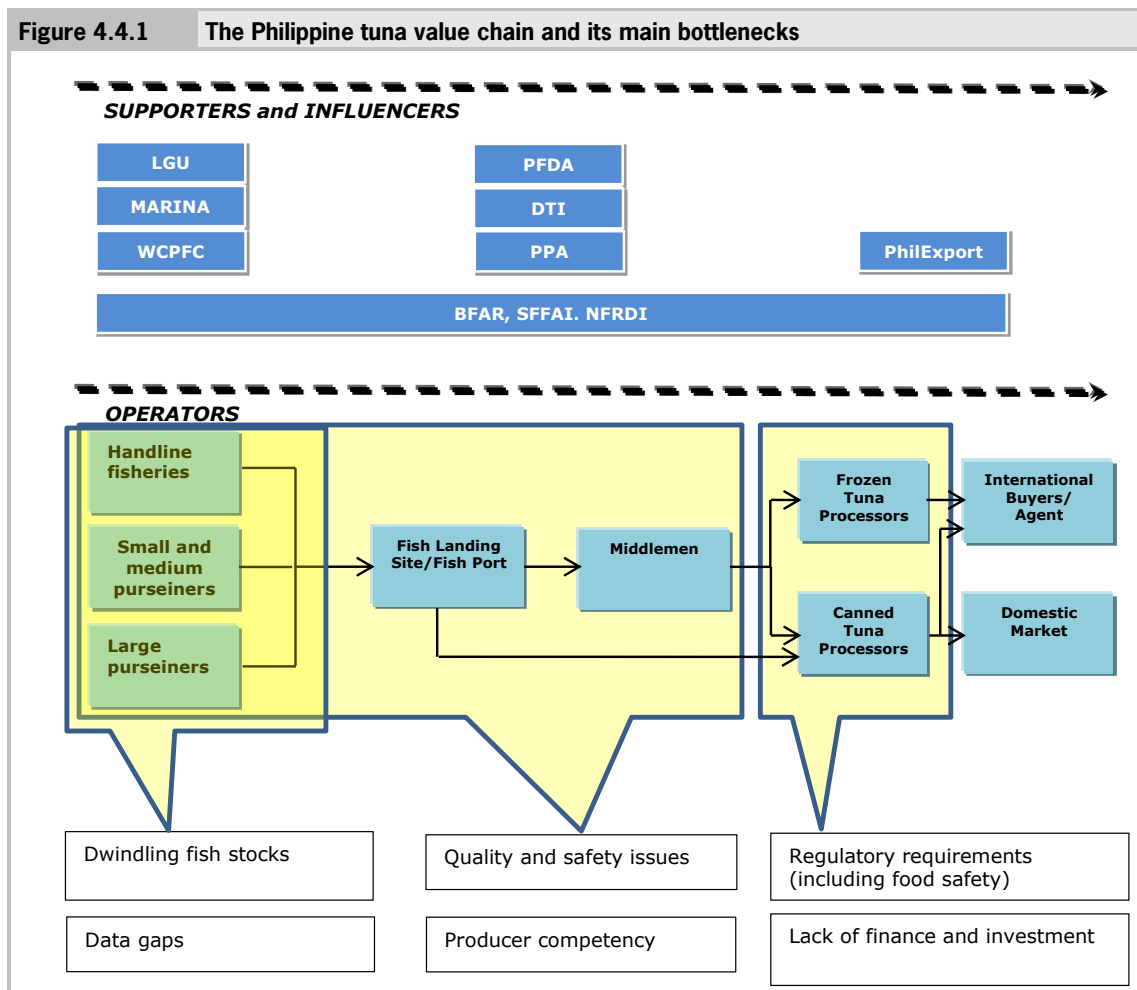 Figure 4.4.1 The Philippine tuna value chain and its main bottlenecks
SUPPORTERS and INFLUENCERS
LGU
MARINA
WCPFC
PFDA
DTI
PPA
PhilExport
BFAR, SFFAI. NFRDI
OPERATORS
Handline
fisheries
Small and
medium
purseiners
Large
purseiners
Fish Landing
Site/Fish Port
Middlemen
Frozen
Tuna
Processors
Canned
Tuna
Processors
International
Buyers/
Agent
Domestic
Market
Dwindling fish stocks
Data gaps
Quality and safety issues
Producer competency
Regulatory requirements
(including food safety)
Lack of finance and investment